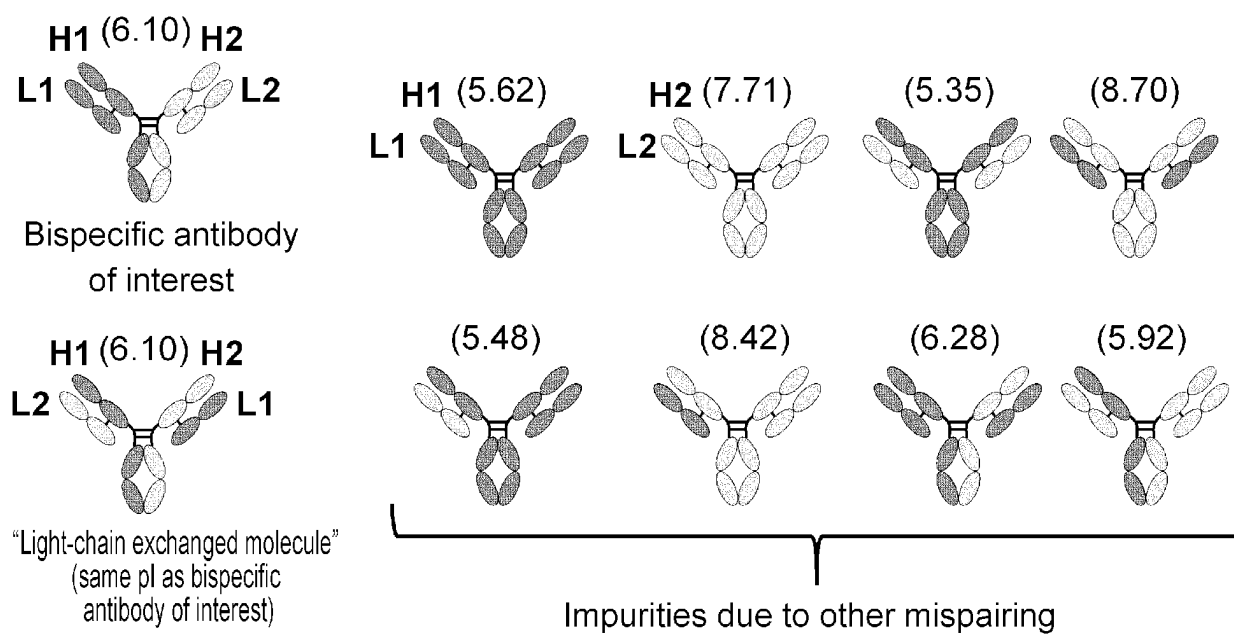 H1 (6.10) H2
L1 L2
Bispecific antibody
of interest
H1 (5.62) H2 (7.71) (5.35) (8.70)
L1 L2
H1 (6.10) H2
L2 L1
"Light-chain exchanged molecule"
(same pI as bispecific
antibody of interest)
(5.48) (8.42) (6.28) (5.92)
Impurities due to other mispairing